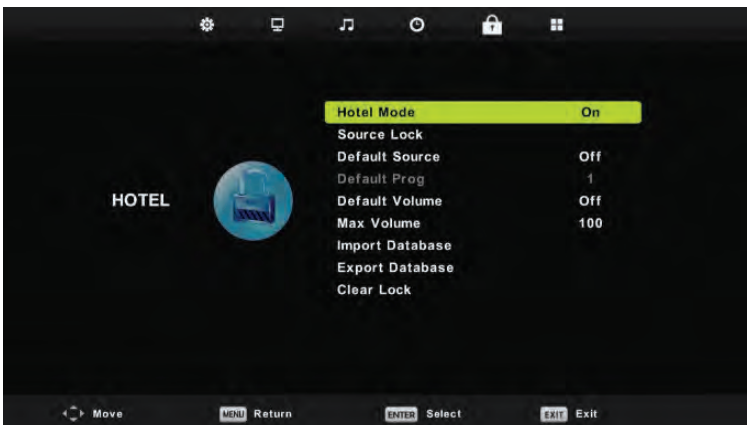 Hotel Mode On
Source Lock
Default Source Off
Default Prog 1
HOTEL
Default Volume Off
Max Volume 100
Import Database
Export Database
Clear Lock
Move MENU Return ENTER Select EXIT Exit